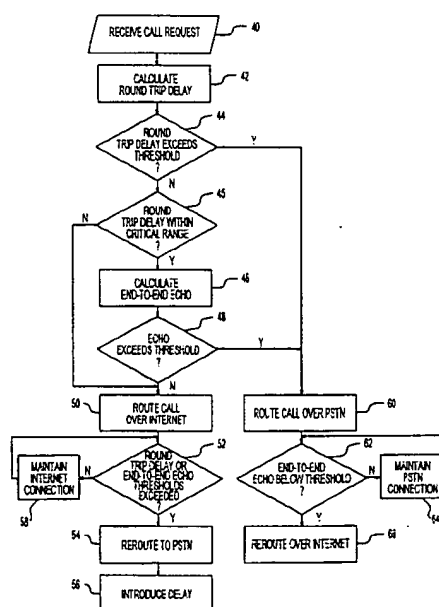 RECEIVE CALL REQUEST
40
CALCULATE
ROUND TRIP DELAY
42
44
ROUND
TRIP DELAY EXCEEDS
THRESHOLD
?
Y
N
45
ROUND
TRIP DELAY WITHIN
CRITICAL RANGE
?
N
Y
CALCULATE
END-TO-END ECHO
46
48
ECHO
EXCEEDS THRESHOLD
?
Y
N
50
ROUTE CALL
OVER INTERNET
ROUTE CALL OVER PSTN
60
52
ROUND
TRIP DELAY OR
END-TO-END ECHO
THRESHOLDS
EXCEEDED
?
N
Y
MAINTAIN
INTERNET
CONNECTION
58
62
END-TO-END
ECHO BELOW THRESHOLD
?
N
Y
MAINTAIN
PSTN
CONNECTION
64
54
REROUTE TO PSTN
REROUTE OVER INTERNET
56
INTRODUCE DELAY